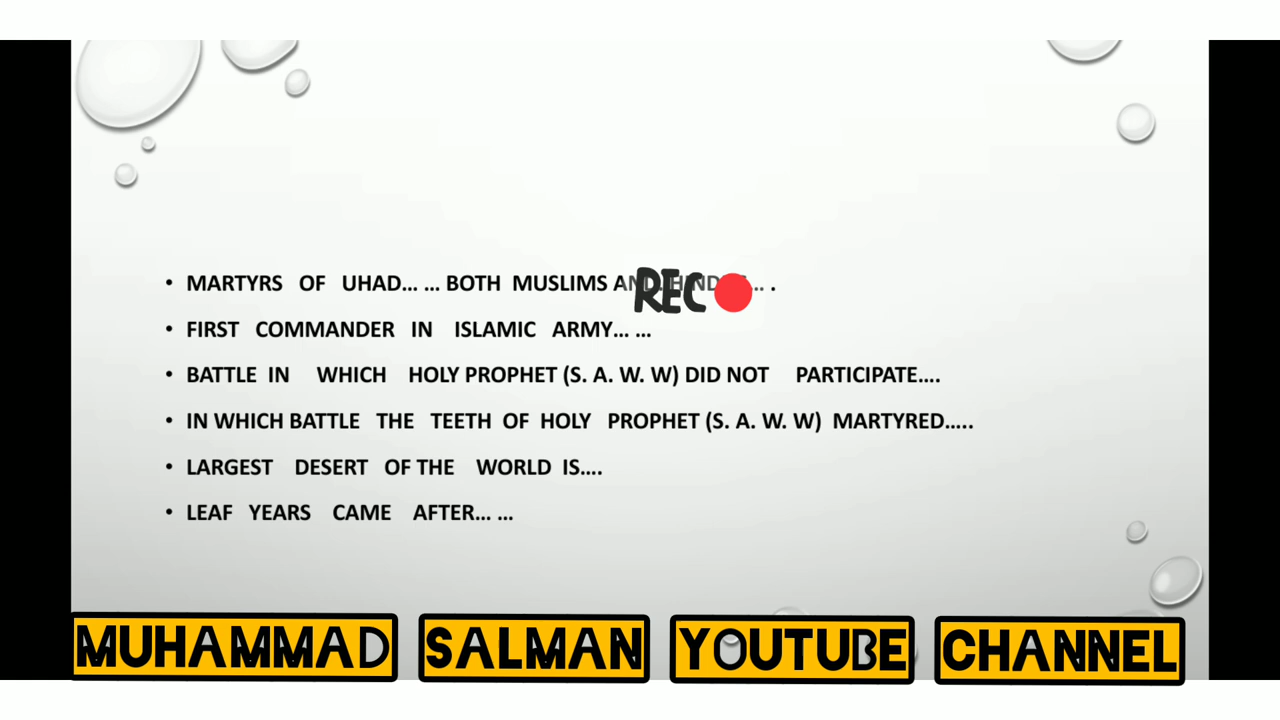 • MARTYRS OF UHAD... ... BOTH MUSLIMS AND HINDUS... .
REC
• FIRST COMMANDER IN ISLAMIC ARMY... ...
• BATTLE IN WHICH HOLY PROPHET (S. A. W. W) DID NOT PARTICIPATE....
• IN WHICH BATTLE THE TEETH OF HOLY PROPHET (S. A. W. W) MARTYRED.....
• LARGEST DESERT OF THE WORLD IS....
• LEAF YEARS CAME AFTER... ...
MUHAMMAD SALMAN YOUTUBE CHANNEL